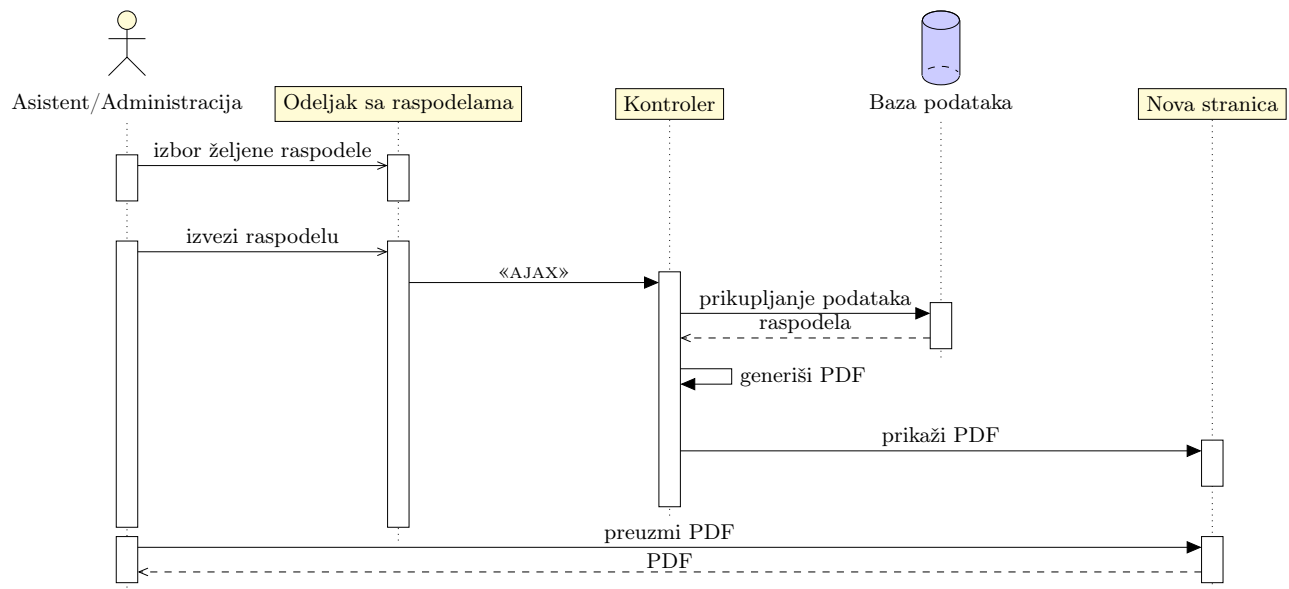 Asistent/Administracija
Odeljak sa raspodelama
Kontroler
Baza podataka
Nova stranica
izbor željene raspodele
izvezi raspodelu
«AJAX»
prikupljanje podataka
raspodela
generiši PDF
prikaži PDF
preuzmi PDF
PDF